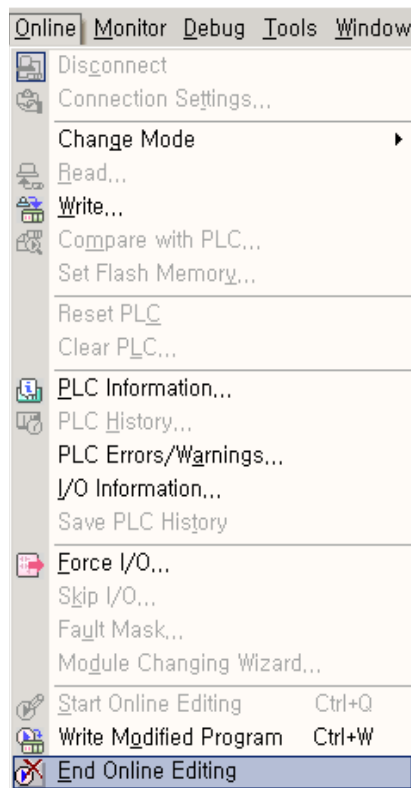 Online Monitor Debug Tools Window
Disconnect
Connection Settings...
Change Mode
Read...
Write...
Compare with PLC...
Set Flash Memory...
Reset PLC
Clear PLC...
PLC Information...
PLC History...
PLC Errors/Warnings...
I/O Information...
Save PLC History
Force I/O...
Skip I/O...
Fault Mask...
Module Changing Wizard...
Start Online Editing Ctrl+Q
Write Modified Program Ctrl+W
End Online Editing